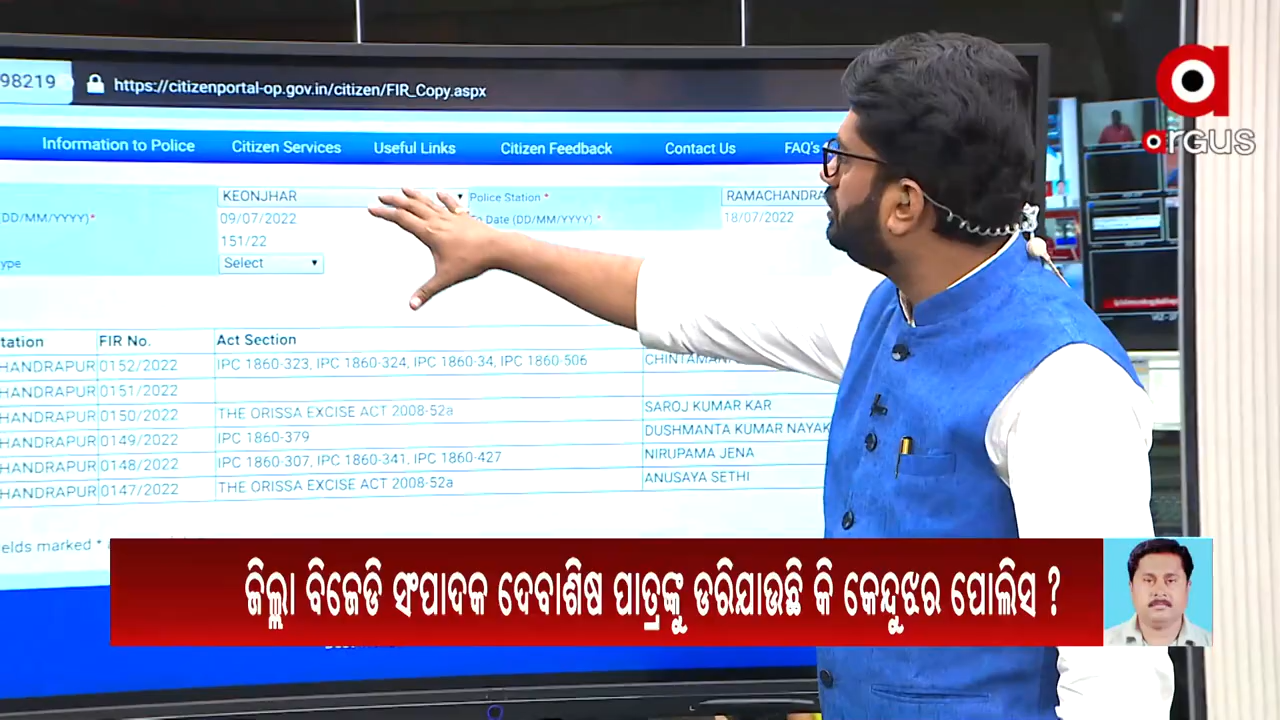 98219
https://citizenportal-op.gov.in/citizen/FIR_Copy.aspx
Information to Police Citizen Services Useful Links Citizen Feedback Contact Us FAQ's
KEONJHAR Police Station * RAMACHANDRA
DD/MM/YYYY)* 09/07/2022 To Date (DD/MM/YYYY) * 18/07/2022
151/22
ype Select
tation FIR No. Act Section
HANDRAPUR 0152/2022 IPC 1860-323, IPC 1860-324, IPC 1860-34, IPC 1860-506 CHINTAMAN
HANDRAPUR 0151/2022
HANDRAPUR 0150/2022 THE ORISSA EXCISE ACT 2008-52a SAROJ KUMAR KAR
HANDRAPUR 0149/2022 IPC 1860-379 DUSHMANTA KUMAR NAYAK
HANDRAPUR 0148/2022 IPC 1860-307, IPC 1860-341, IPC 1860-427 NIRUPAMA JENA
HANDRAPUR 0147/2022 THE ORISSA EXCISE ACT 2008-52a ANUSAYA SETHI
elds marked *
ଜିଲ୍ଲା ବିଜେଡି ସଂପାଦକ ଦେବାଶିଷ ପାତ୍ରଙ୍କୁ ଡରିଯାଉଛି କି କେନ୍ଦୁଝର ପୋଲିସ ?
argus